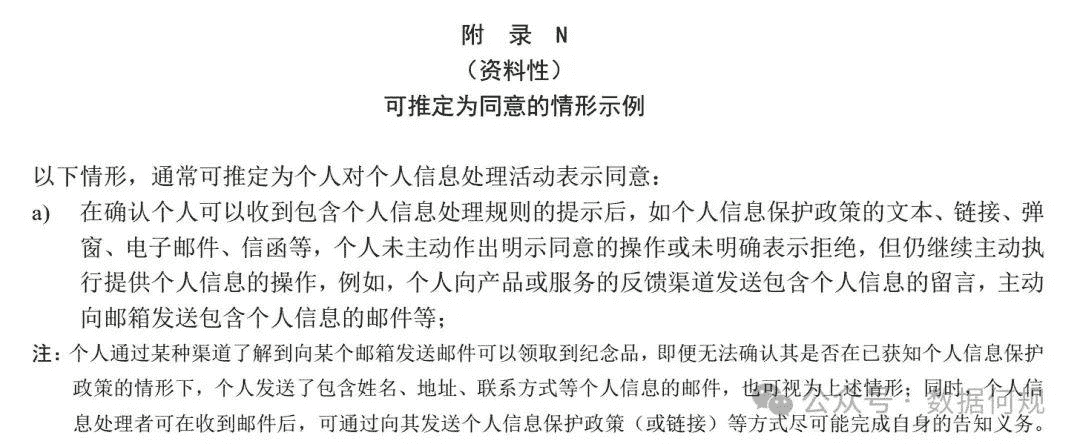 附 录 N
（资料性）
可推定为同意的情形示例
以下情形，通常可推定为个人对个人信息处理活动表示同意：
a) 在确认个人可以收到包含个人信息处理规则的提示后，如个人信息保护政策的文本、链接、弹
窗、电子邮件、信函等，个人未主动作出明示同意的操作或未明确表示拒绝，但仍继续主动执
行提供个人信息的操作，例如，个人向产品或服务的反馈渠道发送包含个人信息的留言，主动
向邮箱发送包含个人信息的邮件等；
注：个人通过某种渠道了解到向某个邮箱发送邮件可以领取到纪念品，即便无法确认其是否在已获知个人信息保护
政策的情形下，个人发送了包含姓名、地址、联系方式等个人信息的邮件，也可视为上述情形；同时，个人信
息处理者可在收到邮件后，可通过向其发送个人信息保护政策（或链接）等方式尽可能完成自身的告知义务。
公众号·数据何规